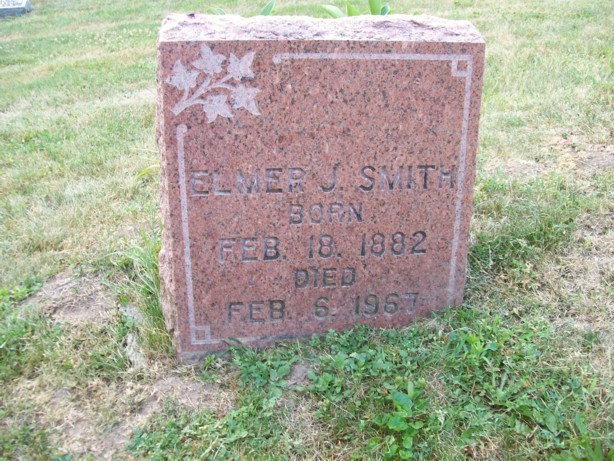 ELMER J. SMITH
BORN
FEB. 18. 1882
DIED
FEB. 6. 1967